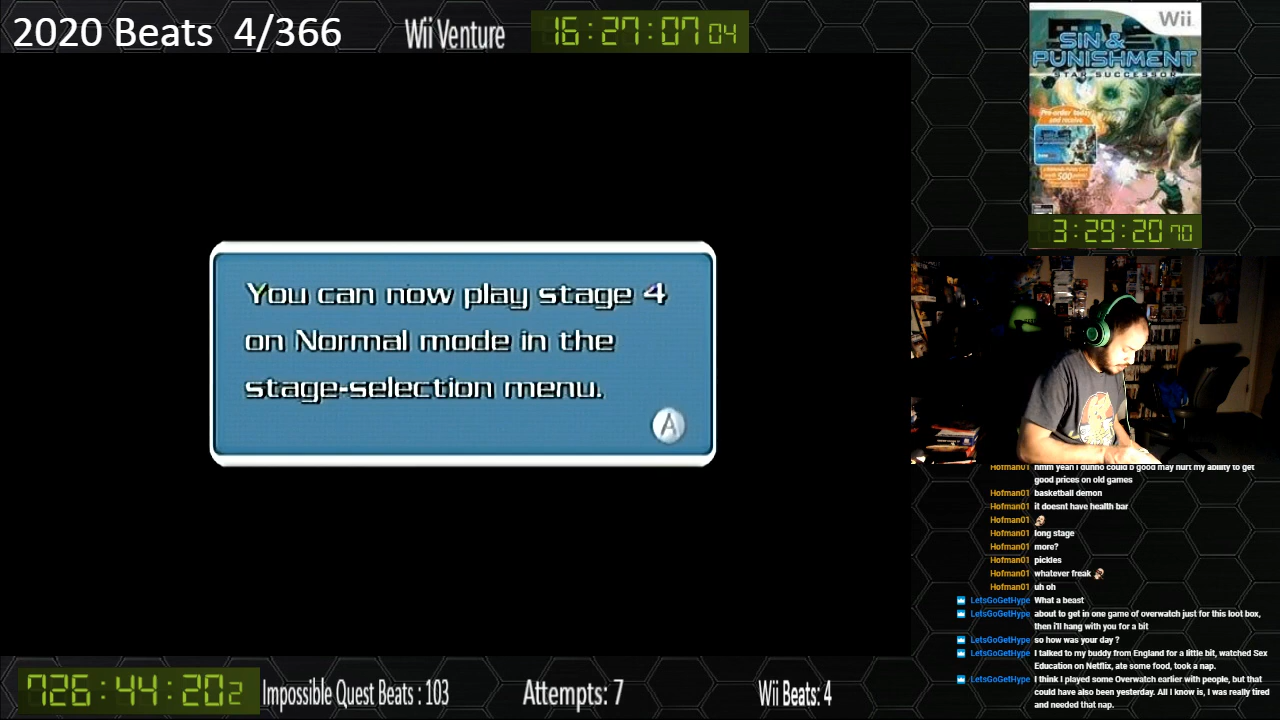 2020 Beats 4/366
Wii Venture
16:27:07 04
Wii
SIN &
PUNISHMENT
STAR SUCCESSOR
Pre-order today
and receive
500
3:29:20 70
You can now play stage 4
on Normal mode in the
stage-selection menu.
A
Hofman01 hmm yeah i dunno could b good may hurt my ability to get
good prices on old games
Hofman01 basketball demon
Hofman01 it doesnt have health bar
Hofman01
Hofman01 long stage
Hofman01 more?
Hofman01 pickles
Hofman01 whatever freak
Hofman01 uh oh
LetsGoGetHype What a beast
LetsGoGetHype about to get in one game of overwatch just for this loot box,
then i'll hang with you for a bit
LetsGoGetHype so how was your day ?
LetsGoGetHype I talked to my buddy from England for a little bit, watched Sex
Education on Netflix, ate some food, took a nap.
LetsGoGetHype I think I played some Overwatch earlier with people, but that
could have also been yesterday. All I know is, I was really tired
and needed that nap.
726:44:20 2
Impossible Quest Beats : 103
Attempts: 7
Wii Beats: 4